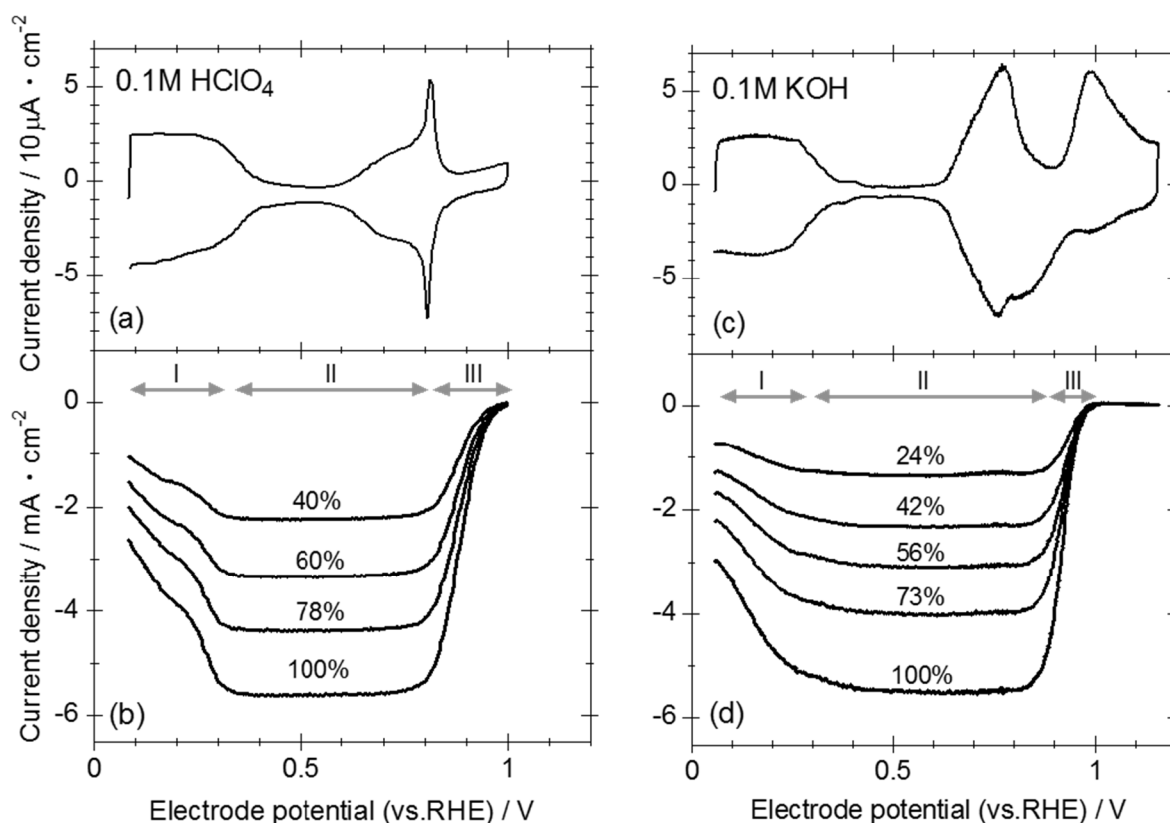 Current density / 10μA・cm-2
5
0
-5
0.1M HClO4
(a)
5
0
-5
0.1M KOH
(c)
Current density / mA・cm-2
0
-2
-4
-6
I II III
40%
60%
78%
100%
(b)
0 0.5 1
Electrode potential (vs.RHE) / V
0
-2
-4
-6
I II III
24%
42%
56%
73%
100%
(d)
0 0.5 1
Electrode potential (vs.RHE) / V